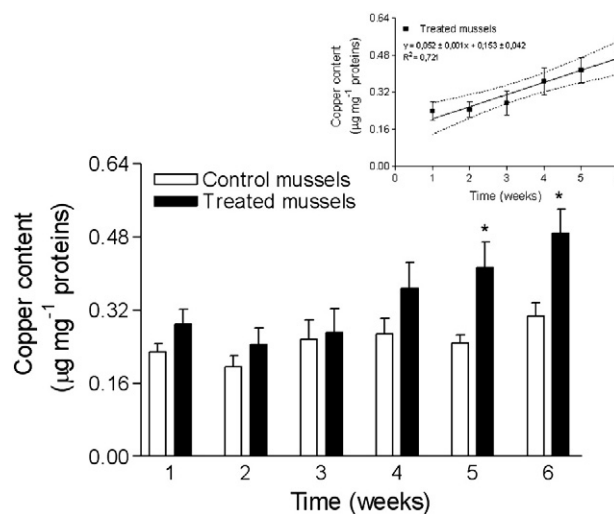 0.64
0.48
0.32
0.16
0.00
Copper content
(µg mg⁻¹ proteins)
Treated mussels
y = 0,052 ± 0,001x + 0,153 ± 0,042
R² = 0,721
0 1 2 3 4 5
Time (weeks)
0.64
0.48
0.32
0.16
0.00
Copper content
(µg mg⁻¹ proteins)
Control mussels
Treated mussels
* *
1 2 3 4 5 6
Time (weeks)